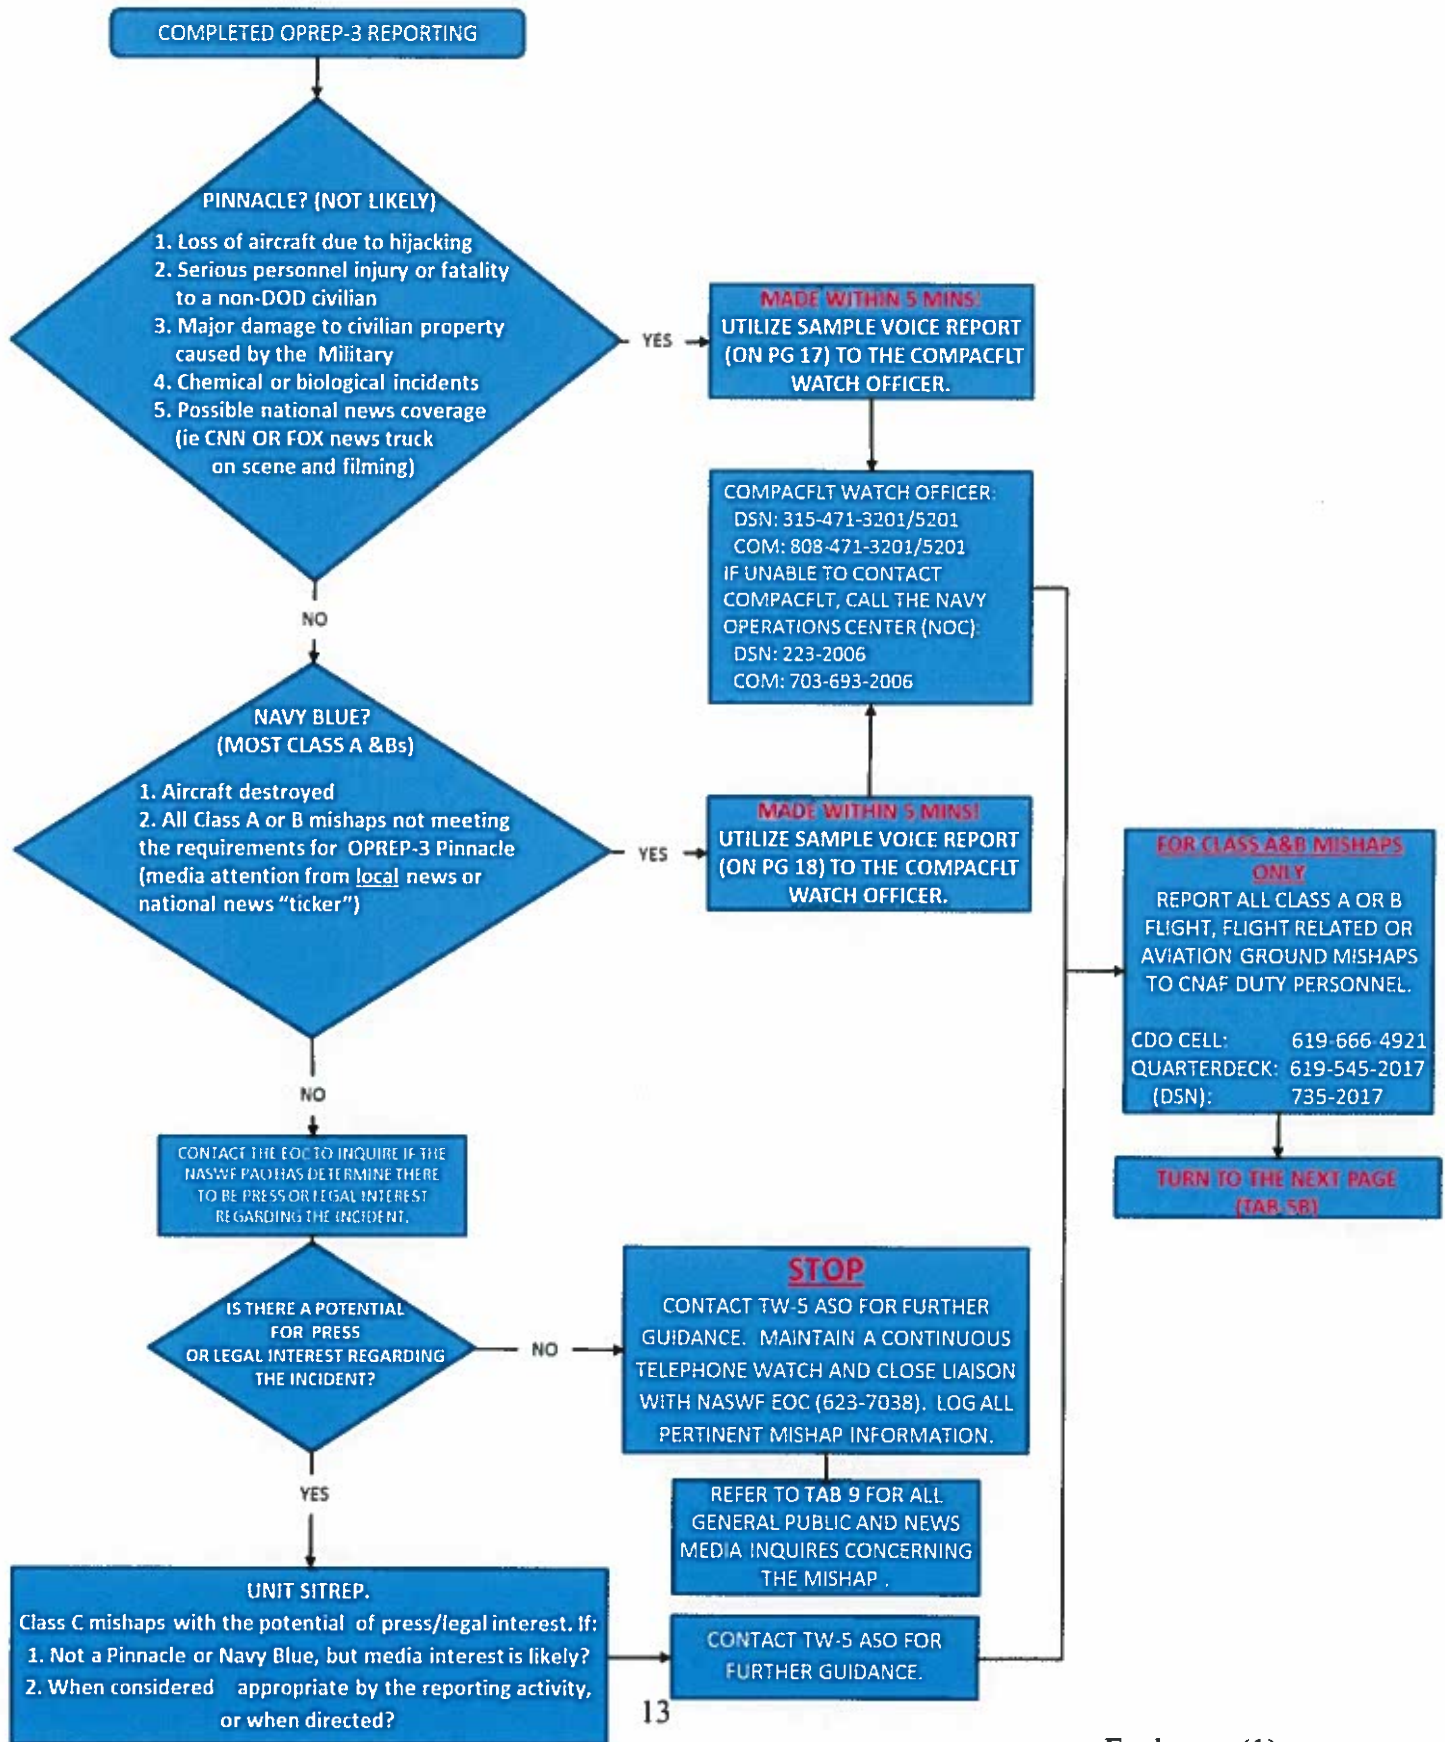 COMPLETED OPREP-3 REPORTING
PINNACLE? (NOT LIKELY)
1. Loss of aircraft due to hijacking
2. Serious personnel injury or fatality
to a non-DOD civilian
3. Major damage to civilian property
caused by the Military
4. Chemical or biological incidents
5. Possible national news coverage
(ie CNN OR FOX news truck
on scene and filming)
YES
MADE WITHIN 5 MINS!
UTILIZE SAMPLE VOICE REPORT
(ON PG 17) TO THE COMPACFLT
WATCH OFFICER.
COMPACFLT WATCH OFFICER:
DSN: 315-471-3201/5201
COM: 808-471-3201/5201
IF UNABLE TO CONTACT
COMPACFLT, CALL THE NAVY
OPERATIONS CENTER (NOC):
DSN: 223-2006
COM: 703-693-2006
NO
NAVY BLUE?
(MOST CLASS A &Bs)
1. Aircraft destroyed
2. All Class A or B mishaps not meeting
the requirements for OPREP-3 Pinnacle
(media attention from local news or
national news “ticker”)
YES
MADE WITHIN 5 MINS!
UTILIZE SAMPLE VOICE REPORT
(ON PG 18) TO THE COMPACFLT
WATCH OFFICER.
FOR CLASS A&B MISHAPS
ONLY
REPORT ALL CLASS A OR B
FLIGHT, FLIGHT RELATED OR
AVIATION GROUND MISHAPS
TO CNAF DUTY PERSONNEL.
CDO CELL: 619-666-4921
QUARTERDECK: 619-545-2017
(DSN): 735-2017
TURN TO THE NEXT PAGE
(TAB-5B)
NO
CONTACT THE EOC TO INQUIRE IF THE
NASWF PAO HAS DETERMINE THERE
TO BE PRESS OR LEGAL INTEREST
REGARDING THE INCIDENT.
IS THERE A POTENTIAL
FOR PRESS
OR LEGAL INTEREST REGARDING
THE INCIDENT?
NO
STOP
CONTACT TW-5 ASO FOR FURTHER
GUIDANCE. MAINTAIN A CONTINUOUS
TELEPHONE WATCH AND CLOSE LIAISON
WITH NASWF EOC (623-7038). LOG ALL
PERTINENT MISHAP INFORMATION.
REFER TO TAB 9 FOR ALL
GENERAL PUBLIC AND NEWS
MEDIA INQUIRES CONCERNING
THE MISHAP .
YES
UNIT SITREP.
Class C mishaps with the potential of press/legal interest. If:
1. Not a Pinnacle or Navy Blue, but media interest is likely?
2. When considered appropriate by the reporting activity,
or when directed?
CONTACT TW-5 ASO FOR
FURTHER GUIDANCE.
13